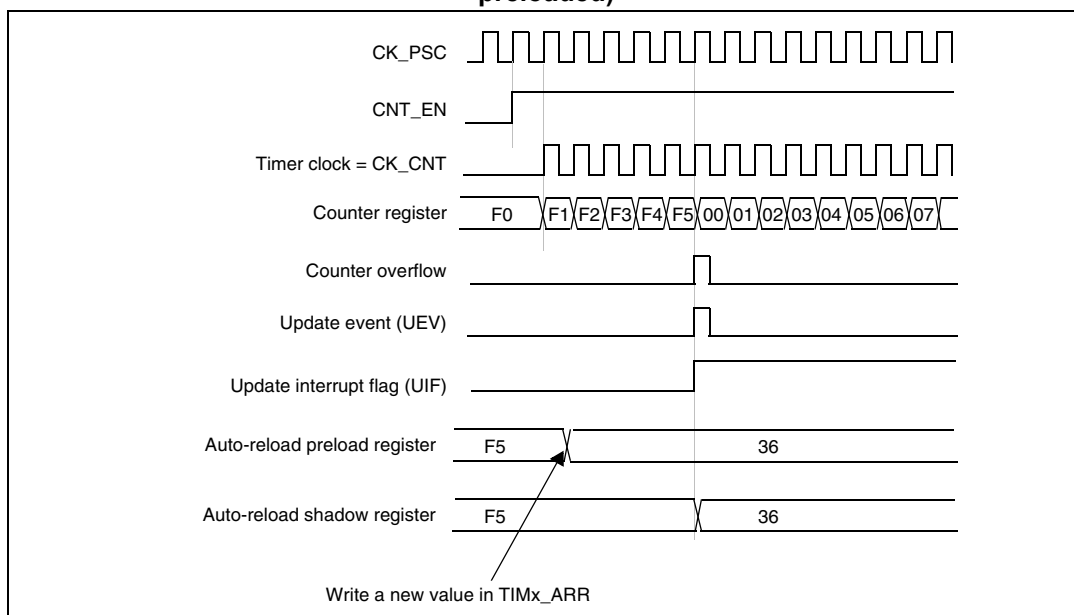 preloaded)
CK_PSC
CNT_EN
Timer clock = CK_CNT
Counter register F0 F1 F2 F3 F4 F5 00 01 02 03 04 05 06 07
Counter overflow
Update event (UEV)
Update interrupt flag (UIF)
Auto-reload preload register F5 36
Auto-reload shadow register F5 36
Write a new value in TIMx_ARR